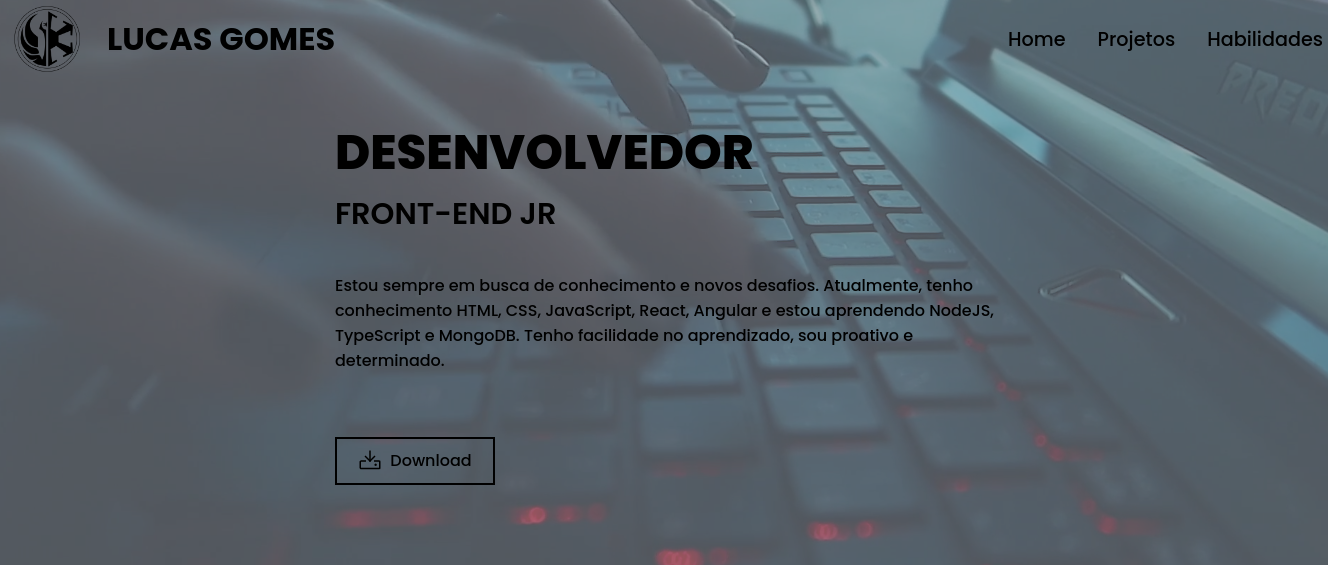 LUCAS GOMES
Home Projetos Habilidades
DESENVOLVEDOR
FRONT-END JR
Estou sempre em busca de conhecimento e novos desafios. Atualmente, tenho
conhecimento HTML, CSS, JavaScript, React, Angular e estou aprendendo NodeJS,
TypeScript e MongoDB. Tenho facilidade no aprendizado, sou proativo e
determinado.
Download